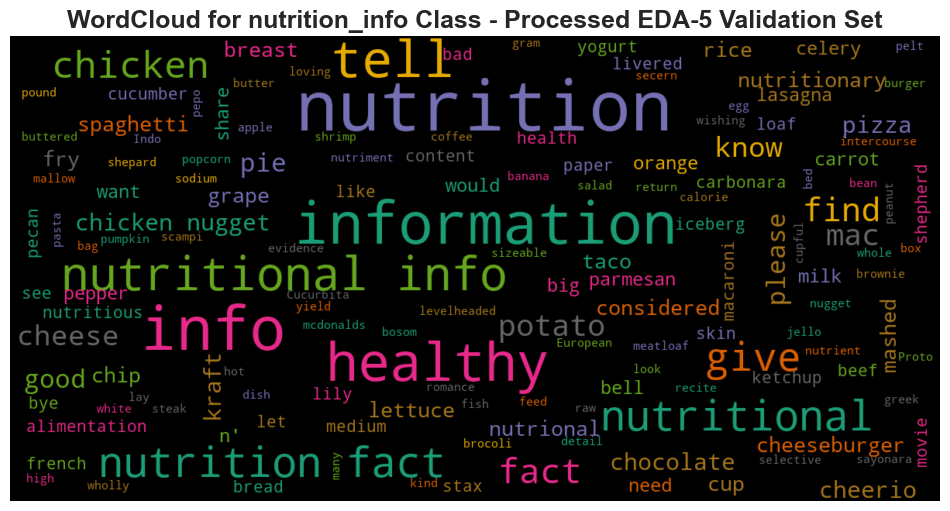 WordCloud for nutrition_info Class - Processed EDA-5 Validation Set
chicken tell breast bad gram yogurt livered rice celery pelt
pound cucumber loving butter pepo share nutrition secern nutritionary lasagna burger egg
buttered spaghetti Indo apple shrimp coffee health wishing loaf pizza
fry shepard popcorn pie nutriment content paper orange know carrot intercourse
mallow sodium want grape like would banana salad return carbonara bed bean peanut
pecan pasta chicken nugget information calorie iceberg please find shepherd
bag pumpkin scampi evidence sizeable taco macaroni cupful mac whole box
nutritional info big parmesan milk brownie
see pepper nutritious Cucurbita yield levelheaded considered nugget mashed
cheese info mcdonalds bosom potato European skin jello nutrient Proto
healthy meatloaf give
good chip kraft hot romance look bell recite ketchup beef greek
bye lay white steak dish lily feed raw
alimentation n' let medium lettuce fish nutrional nutritional
french many brocoli detail cheeseburger movie
nutrition fact fact chocolate selective sayonara
high wholly bread kind stax need cup cheerio